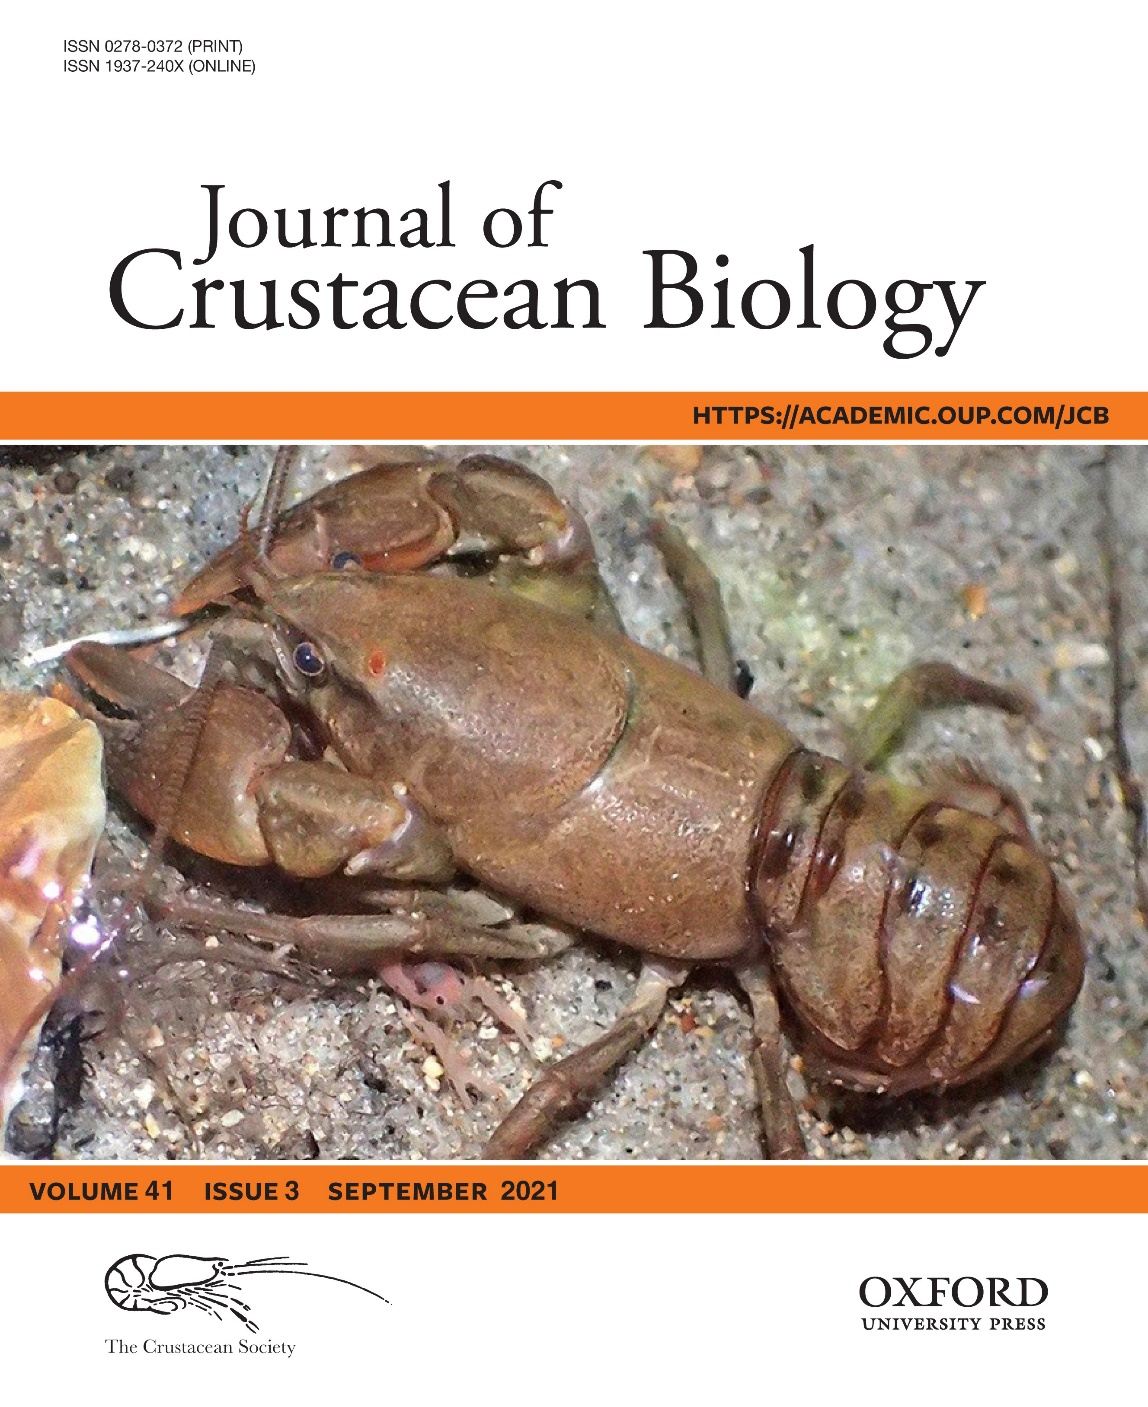 ISSN 0278-0372 (PRINT)
ISSN 1937-240X (ONLINE)
Journal of
Crustacean Biology
HTTPS://ACADEMIC.OUP.COM/JCB
VOLUME 41 ISSUE 3 SEPTEMBER 2021
The Crustacean Society
OXFORD
UNIVERSITY PRESS